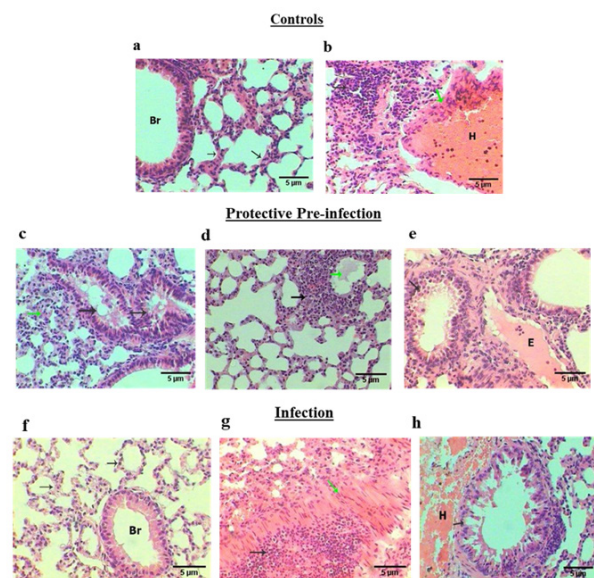 Controls
a
b
Br
H
5 µm
5 µm
Protective Pre-infection
c
d
e
E
5 µm
5 µm
5 µm
Infection
f
g
h
Br
H
5 µm
5 µm
5 µm